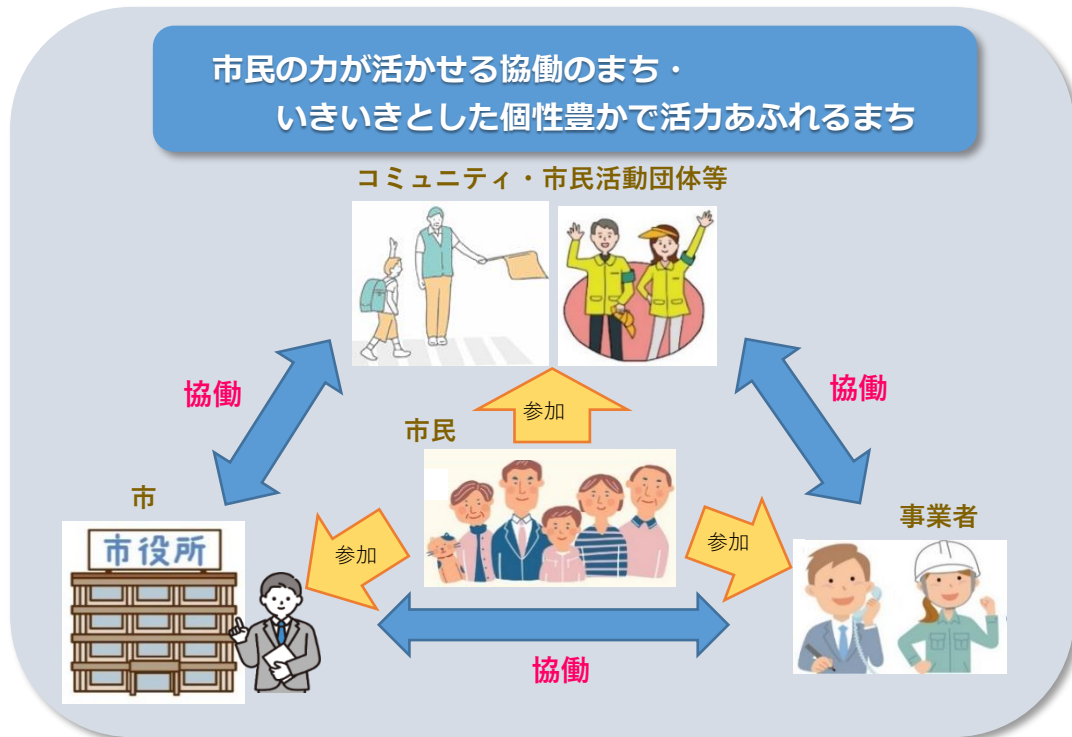 市民の力が活かせる協働のまち・
いきいきとした個性豊かで活力あふれるまち
コミュニティ・市民活動団体等
協働
協働
参加
市民
市
事業者
市役所
参加
参加
協働